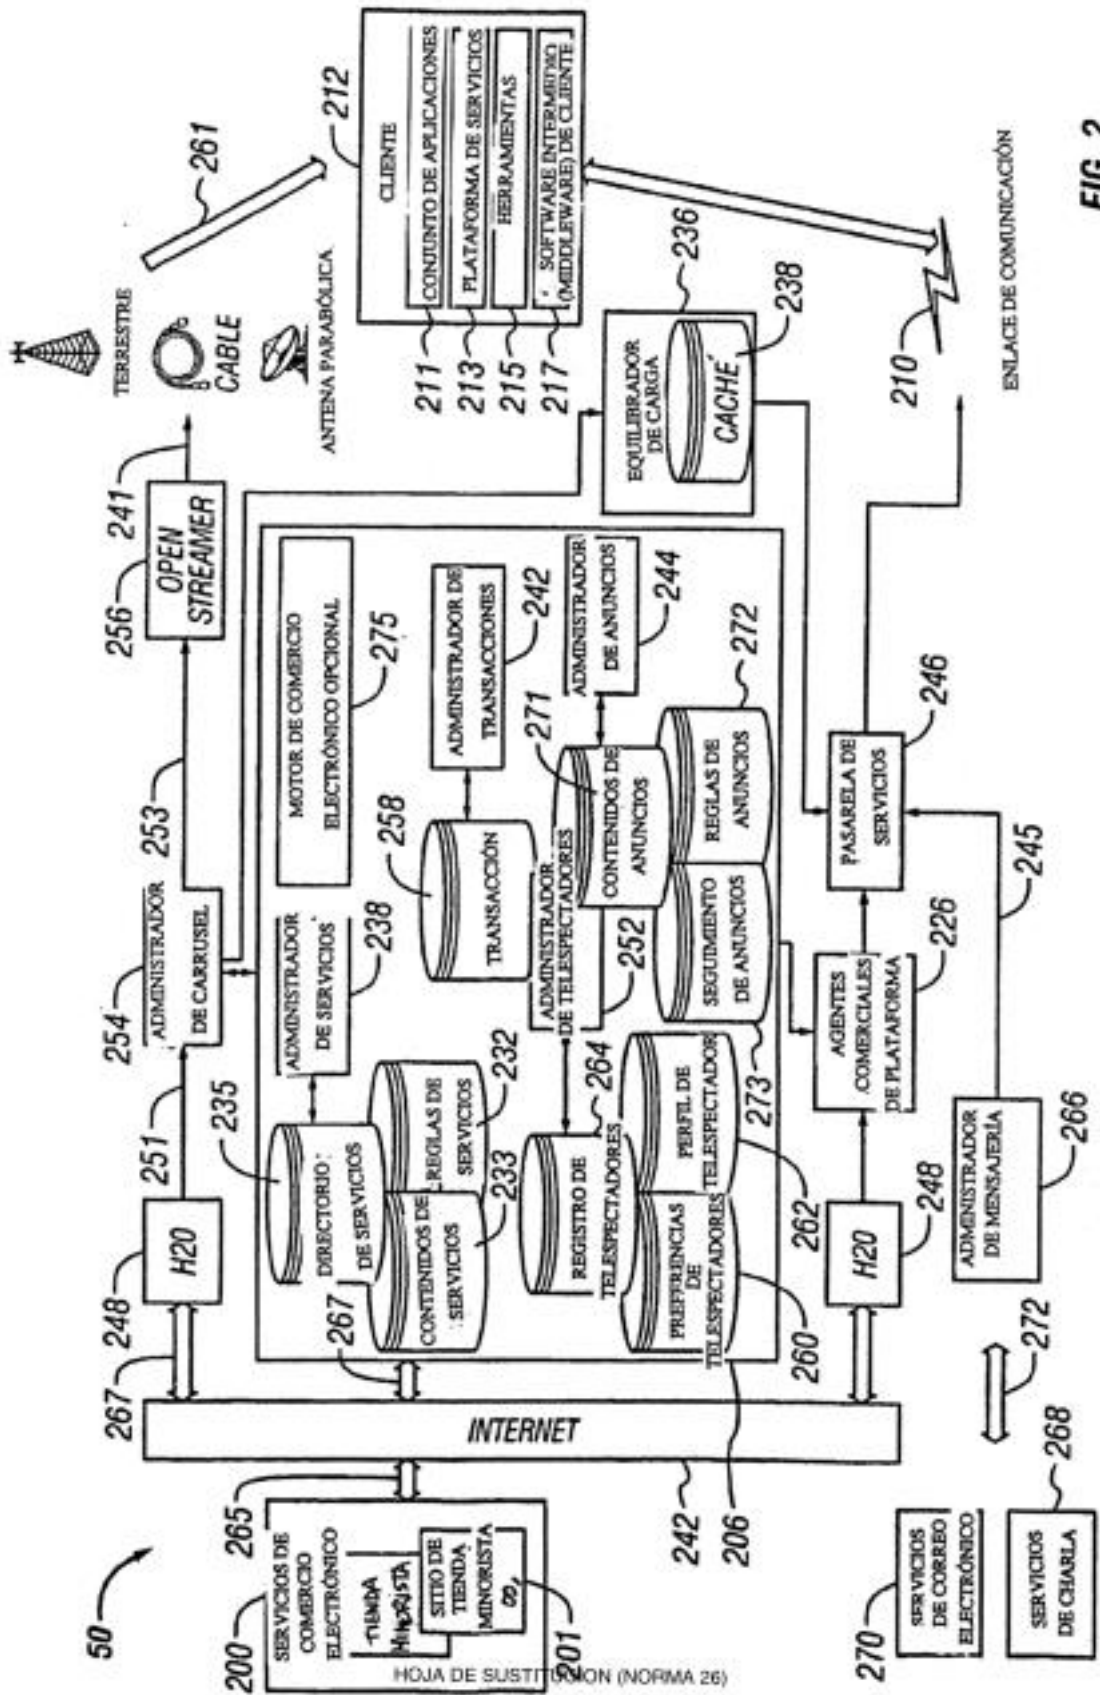 50
200
SERVICIOS DE
COMERCIO
ELECTRÓNICO
TIENDA
MINORISTA
SITIO DE
TIENDA
MINORISTA
201
265
INTERNET
242
267
248
H20
251
254
ADMINISTRADOR
DE CARRUSEL
253
256
OPEN
STREAMER
241
TERRESTRE
CABLE
ANTENA PARABÓLICA
261
212
CLIENTE
CONJUNTO DE APLICACIONES
PLATAFORMA DE SERVICIOS
HERRAMIENTAS
SOFTWARE INTERMEDIO
(MIDDLEWARE) DE CLIENTE
211
213
215
217
235
DIRECTORIO
DE SERVICIOS
ADMINISTRADOR
DE SERVICIOS
238
REGLAS DE
SERVICIOS
232
CONTENIDOS DE
SERVICIOS
233
267
MOTOR DE COMERCIO
ELECTRÓNICO OPCIONAL
275
258
TRANSACCIÓN
ADMINISTRADOR DE
TRANSACCIONES
242
ADMINISTRADOR
DE TELESPECTADORES
252
271
CONTENIDOS DE
ANUNCIOS
ADMINISTRADOR
DE ANUNCIOS
244
REGLAS DE
ANUNCIOS
272
SEGUIMIENTO
DE ANUNCIOS
273
264
REGISTRO DE
TELESPECTADORES
PERFIL DE
TELESPECTADOR
262
PREFERENCIAS
DE
TELESPECTADORES
260
206
EQUILIBRADOR
DE CARGA
CACHÉ
236
238
H20
248
AGENTES
COMERCIALES
DE PLATAFORMA
226
PASARELA DE
SERVICIOS
246
210
ENLACE DE COMUNICACIÓN
245
ADMINISTRADOR
DE MENSAJERÍA
266
272
270
SERVICIOS
DE CORREO
ELECTRÓNICO
SERVICIOS
DE CHARLA
268
FIG. 2
HOJA DE SUSTITUCION (NORMA 26)